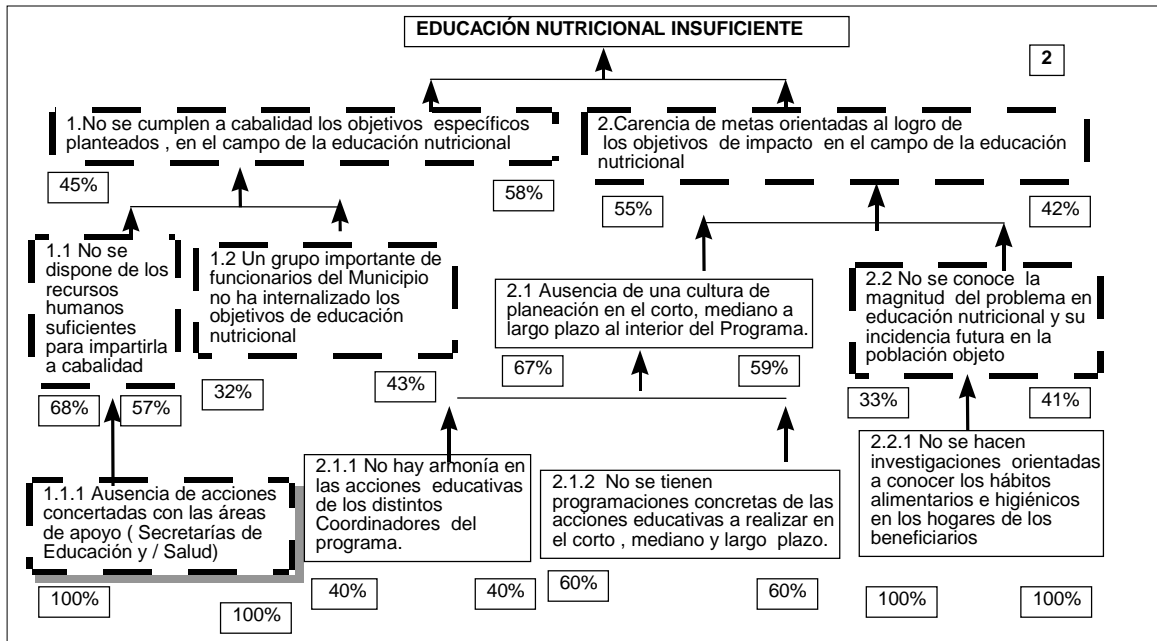 EDUCACIÓN NUTRICIONAL INSUFICIENTE
2
1.No se cumplen a cabalidad los objetivos específicos
planteados , en el campo de la educación nutricional
45%
58%
2.Carencia de metas orientadas al logro de
los objetivos de impacto en el campo de la educación
nutricional
55%
42%
1.1 No se
dispone de los
recursos
humanos
suficientes
para impartirla
a cabalidad
68%
57%
1.2 Un grupo importante de
funcionarios del Municipio
no ha internalizado los
objetivos de educación
nutricional
32%
43%
2.1 Ausencia de una cultura de
planeación en el corto, mediano a
largo plazo al interior del Programa.
67%
59%
2.2 No se conoce la
magnitud del problema en
educación nutricional y su
incidencia futura en la
población objeto
33%
41%
1.1.1 Ausencia de acciones
concertadas con las áreas
de apoyo ( Secretarías de
Educación y / Salud)
100%
100%
2.1.1 No hay armonía en
las acciones educativas
de los distintos
Coordinadores del
programa.
40%
40%
2.1.2 No se tienen
programaciones concretas de las
acciones educativas a realizar en
el corto , mediano y largo plazo.
60%
60%
2.2.1 No se hacen
investigaciones orientadas
a conocer los hábitos
alimentarios e higiénicos
en los hogares de los
beneficiarios
100%
100%